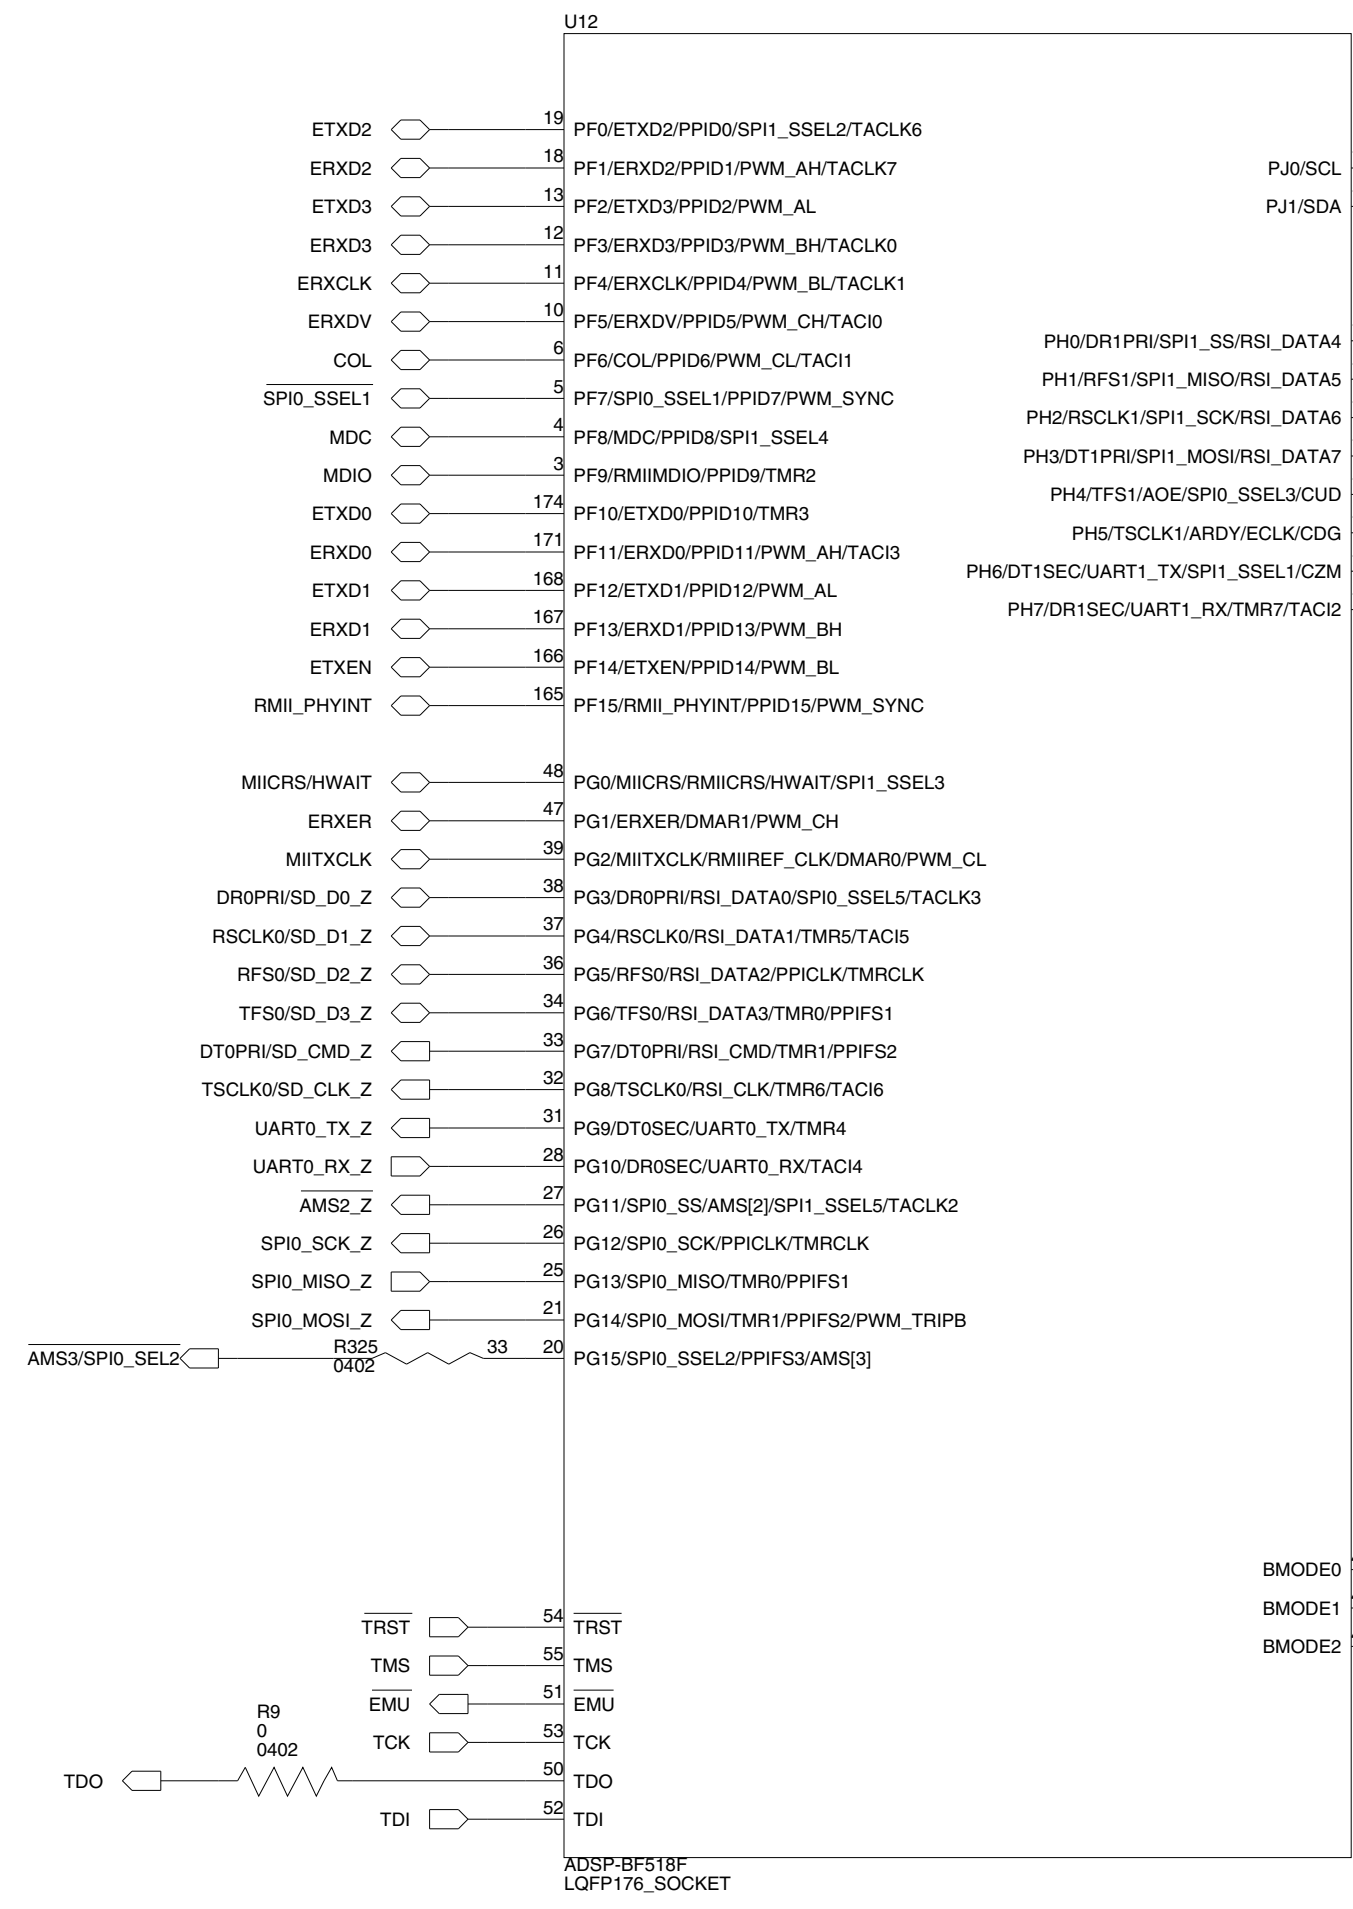 U12
ETXD2 19 PF0/ETXD2/PPID0/SPI1_SSEL2/TACLK6
ERXD2 18 PF1/ERXD2/PPID1/PWM_AH/TACLK7 PJ0/SCL
ETXD3 13 PF2/ETXD3/PPID2/PWM_AL PJ1/SDA
ERXD3 12 PF3/ERXD3/PPID3/PWM_BH/TACLK0
ERXCLK 11 PF4/ERXCLK/PPID4/PWM_BL/TACLK1
ERXDV 10 PF5/ERXDV/PPID5/PWM_CH/TACI0
PH0/DR1PRI/SPI1_SS/RSI_DATA4
COL 6 PF6/COL/PPID6/PWM_CL/TACI1
PH1/RFS1/SPI1_MISO/RSI_DATA5
SPI0_SSEL1 5 PF7/SPI0_SSEL1/PPID7/PWM_SYNC
PH2/RSCLK1/SPI1_SCK/RSI_DATA6
MDC 4 PF8/MDC/PPID8/SPI1_SSEL4
PH3/DT1PRI/SPI1_MOSI/RSI_DATA7
MDIO 3 PF9/RMIIMDIO/PPID9/TMR2
PH4/TFS1/AOE/SPI0_SSEL3/CUD
ETXD0 174 PF10/ETXD0/PPID10/TMR3
PH5/TSCLK1/ARDY/ECLK/CDG
ERXD0 171 PF11/ERXD0/PPID11/PWM_AH/TACI3
PH6/DT1SEC/UART1_TX/SPI1_SSEL1/CZM
ETXD1 168 PF12/ETXD1/PPID12/PWM_AL
PH7/DR1SEC/UART1_RX/TMR7/TACI2
ERXD1 167 PF13/ERXD1/PPID13/PWM_BH
ETXEN 166 PF14/ETXEN/PPID14/PWM_BL
RMII_PHYINT 165 PF15/RMII_PHYINT/PPID15/PWM_SYNC
MIICRS/HWAIT 48 PG0/MIICRS/RMIICRS/HWAIT/SPI1_SSEL3
ERXER 47 PG1/ERXER/DMAR1/PWM_CH
MIITXCLK 39 PG2/MIITXCLK/RMIIREF_CLK/DMAR0/PWM_CL
DR0PRI/SD_D0_Z 38 PG3/DR0PRI/RSI_DATA0/SPI0_SSEL5/TACLK3
RSCLK0/SD_D1_Z 37 PG4/RSCLK0/RSI_DATA1/TMR5/TACI5
RFS0/SD_D2_Z 36 PG5/RFS0/RSI_DATA2/PPICLK/TMRCLK
TFS0/SD_D3_Z 34 PG6/TFS0/RSI_DATA3/TMR0/PPIFS1
DT0PRI/SD_CMD_Z 33 PG7/DT0PRI/RSI_CMD/TMR1/PPIFS2
TSCLK0/SD_CLK_Z 32 PG8/TSCLK0/RSI_CLK/TMR6/TACI6
UART0_TX_Z 31 PG9/DT0SEC/UART0_TX/TMR4
UART0_RX_Z 28 PG10/DR0SEC/UART0_RX/TACI4
AMS2_Z 27 PG11/SPI0_SS/AMS[2]/SPI1_SSEL5/TACLK2
SPI0_SCK_Z 26 PG12/SPI0_SCK/PPICLK/TMRCLK
SPI0_MISO_Z 25 PG13/SPI0_MISO/TMR0/PPIFS1
SPI0_MOSI_Z 21 PG14/SPI0_MOSI/TMR1/PPIFS2/PWM_TRIPB
AMS3/SPI0_SEL2 R325 33 20 PG15/SPI0_SSEL2/PPIFS3/AMS[3]
0402
BMODE0
BMODE1
TRST 54 TRST
BMODE2
TMS 55 TMS
EMU 51 EMU
R9
0
TCK 53 TCK
0402
TDO 50 TDO
TDI 52 TDI
ADSP-BF518F
LQFP176_SOCKET